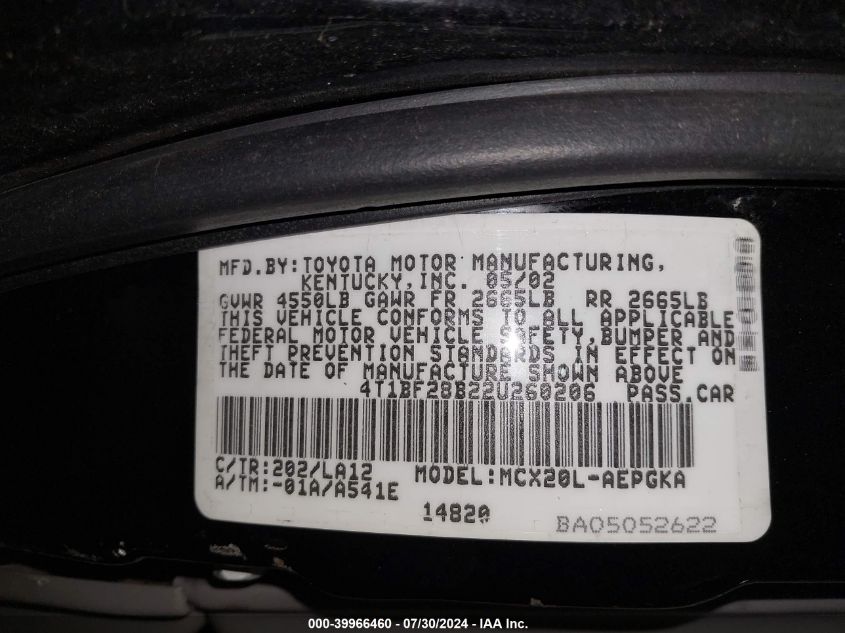 MFD.BY:TOYOTA MOTOR MANUFACTURING,
KENTUCKY,INC. 05/02
GVWR 4550LB GAWR FR 2665LB RR 2665LB
THIS VEHICLE CONFORMS TO ALL APPLICABLE
FEDERAL MOTOR VEHICLE SAFETY,BUMPER,AND
THEFT PREVENTION STANDARDS IN EFFECT ON
THE DATE OF MANUFACTURE SHOWN ABOVE
4T1BF28B22U260206 PASS.CAR
C/TR:202/LA12 MODEL:MCX20L-AEPGKA
A/TM:-01A/A541E
14820
BA05052622
000-39966460 - 07/30/2024 - IAA Inc.